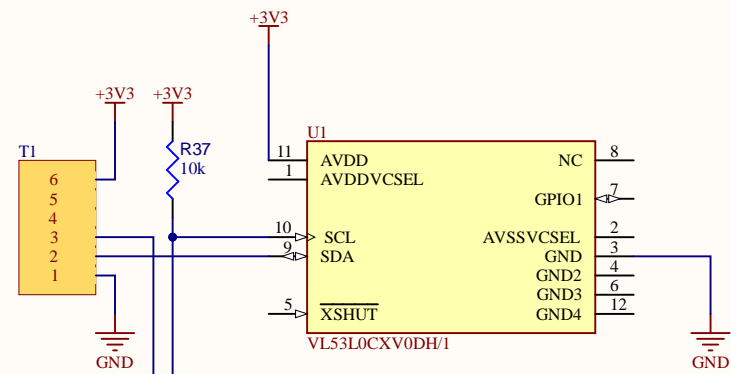 +3V3
+3V3
+3V3
T1
6
5
4
3
2
1
GND
R37
10k
U1
11
AVDD
1
AVDDVCSEL
10
SCL
9
SDA
5
XSHUT
NC
8
GPIO1
7
AVSSVCSEL
2
GND
3
GND2
4
GND3
6
GND4
12
VL53L0CXV0DH/1
GND